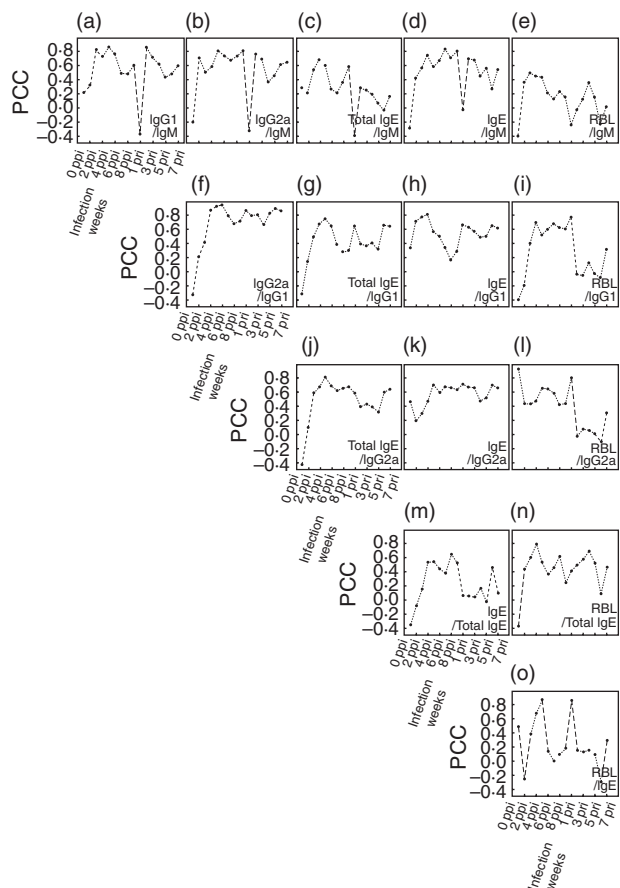 (a) (b) (c) (d) (e)
PCC
0·8
0·6
0·4
0·2
0·0
−0·2
−0·4
IgG1
/IgM
IgG2a
/IgM
Total IgE
/IgM
IgE
/IgM
RBL
/IgM
0 ppi
2 ppi
4 ppi
6 ppi
8 ppi
1 pri
3 pri
5 pri
7 pri
Infection
weeks
(f) (g) (h) (i)
PCC
0·8
0·6
0·4
0·2
0·0
−0·2
−0·4
IgG2a
/IgG1
Total IgE
/IgG1
IgE
/IgG1
RBL
/IgG1
0 ppi
2 ppi
4 ppi
6 ppi
8 ppi
1 pri
3 pri
5 pri
7 pri
Infection
weeks
(j) (k) (l)
PCC
0·8
0·6
0·4
0·2
0·0
−0·2
−0·4
Total IgE
/IgG2a
IgE
/IgG2a
RBL
/IgG2a
0 ppi
2 ppi
4 ppi
6 ppi
8 ppi
1 pri
3 pri
5 pri
7 pri
Infection
weeks
(m) (n)
PCC
0·8
0·6
0·4
0·2
0·0
−0·2
−0·4
IgE
/Total IgE
RBL
/Total IgE
0 ppi
2 ppi
4 ppi
6 ppi
8 ppi
1 pri
3 pri
5 pri
7 pri
Infection
weeks
(o)
PCC
0·8
0·6
0·4
0·2
0·0
−0·2
−0·4
RBL
/IgE
0 ppi
2 ppi
4 ppi
6 ppi
8 ppi
1 pri
3 pri
5 pri
7 pri
Infection
weeks